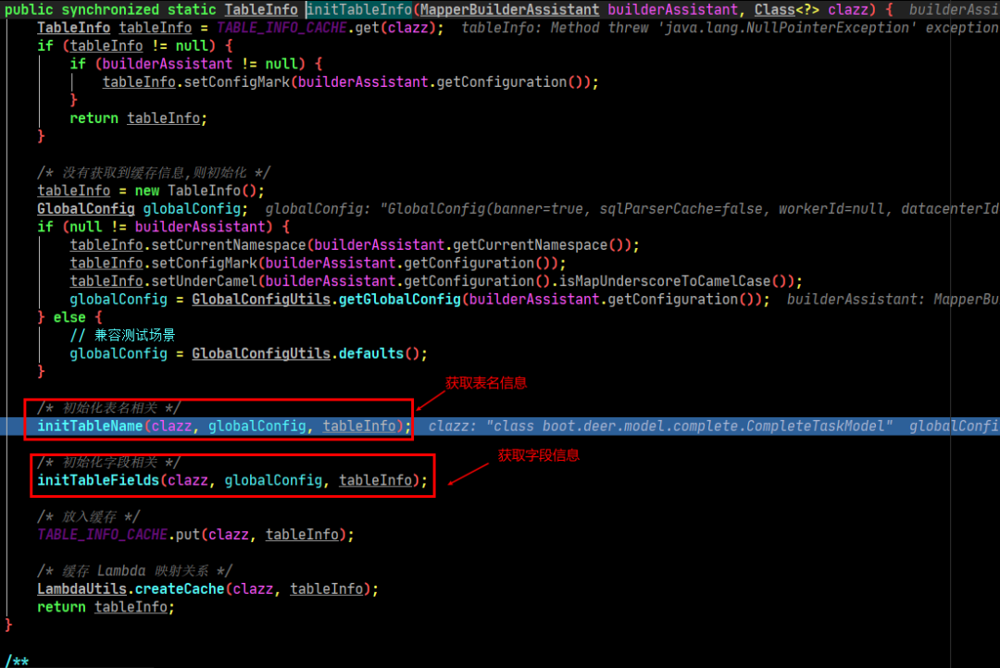 public synchronized static TableInfo initTableInfo(MapperBuilderAssistant builderAssistant, Class<?> clazz) {  builderAssi
TableInfo tableInfo = TABLE_INFO_CACHE.get(clazz);  tableInfo: Method threw 'java.lang.NullPointerException' exception
if (tableInfo != null) {
if (builderAssistant != null) {
tableInfo.setConfigMark(builderAssistant.getConfiguration());
}
return tableInfo;
}
/* 没有获取到缓存信息,则初始化 */
tableInfo = new TableInfo();
GlobalConfig globalConfig;  globalConfig: "GlobalConfig(banner=true, sqlParserCache=false, workerId=null, datacenterId
if (null != builderAssistant) {
tableInfo.setCurrentNamespace(builderAssistant.getCurrentNamespace());
tableInfo.setConfigMark(builderAssistant.getConfiguration());
tableInfo.setUnderCamel(builderAssistant.getConfiguration().isMapUnderscoreToCamelCase());
globalConfig = GlobalConfigUtils.getGlobalConfig(builderAssistant.getConfiguration());  builderAssistant: MapperBu
} else {
// 兼容测试场景
globalConfig = GlobalConfigUtils.defaults();
}
获取表名信息
/* 初始化表名相关 */
initTableName(clazz, globalConfig, tableInfo);  clazz: "class boot.deer.model.complete.CompleteTaskModel"  globalConfi
获取字段信息
/* 初始化字段相关 */
initTableFields(clazz, globalConfig, tableInfo);
/* 放入缓存 */
TABLE_INFO_CACHE.put(clazz, tableInfo);
/* 缓存 Lambda 映射关系 */
LambdaUtils.createCache(clazz, tableInfo);
return tableInfo;
}
/**